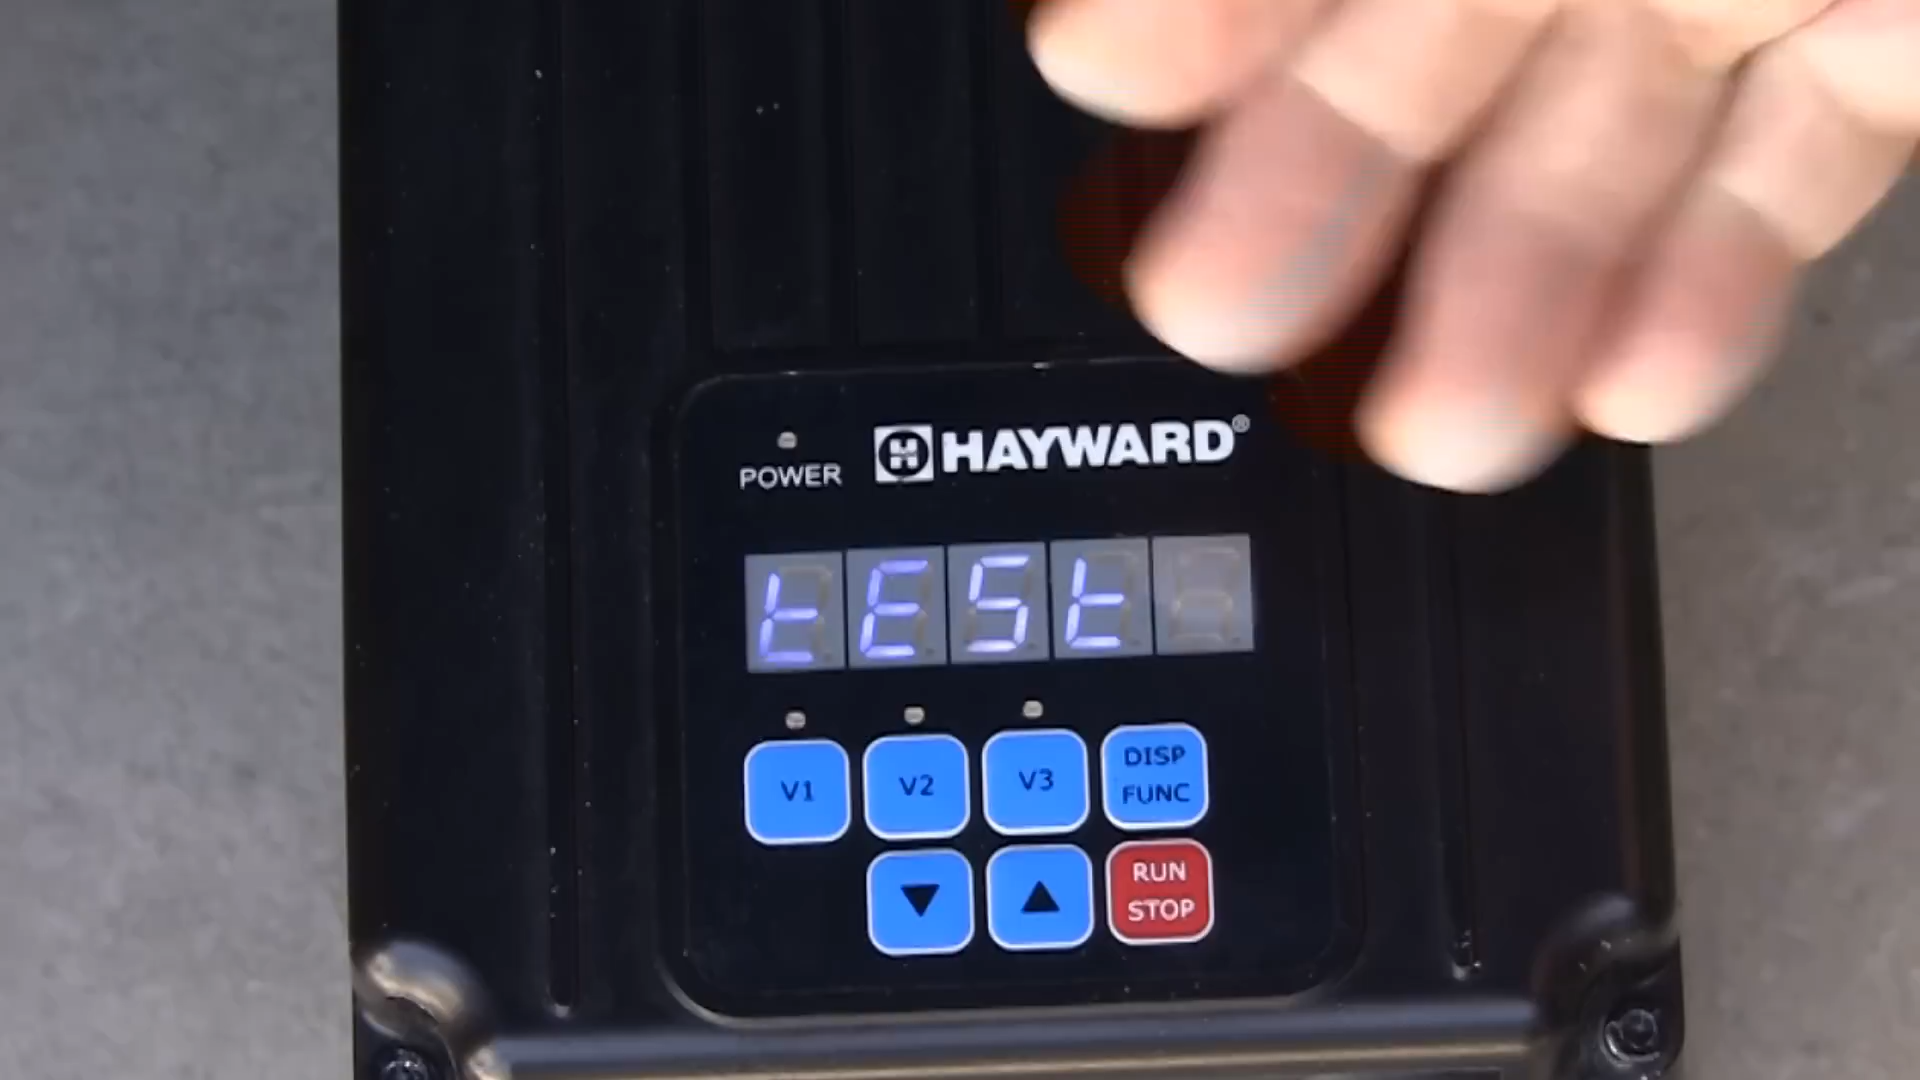 POWER
H HAYWARD®
tESt
V1 V2 V3 DISP FUNC
▼ ▲ RUN STOP